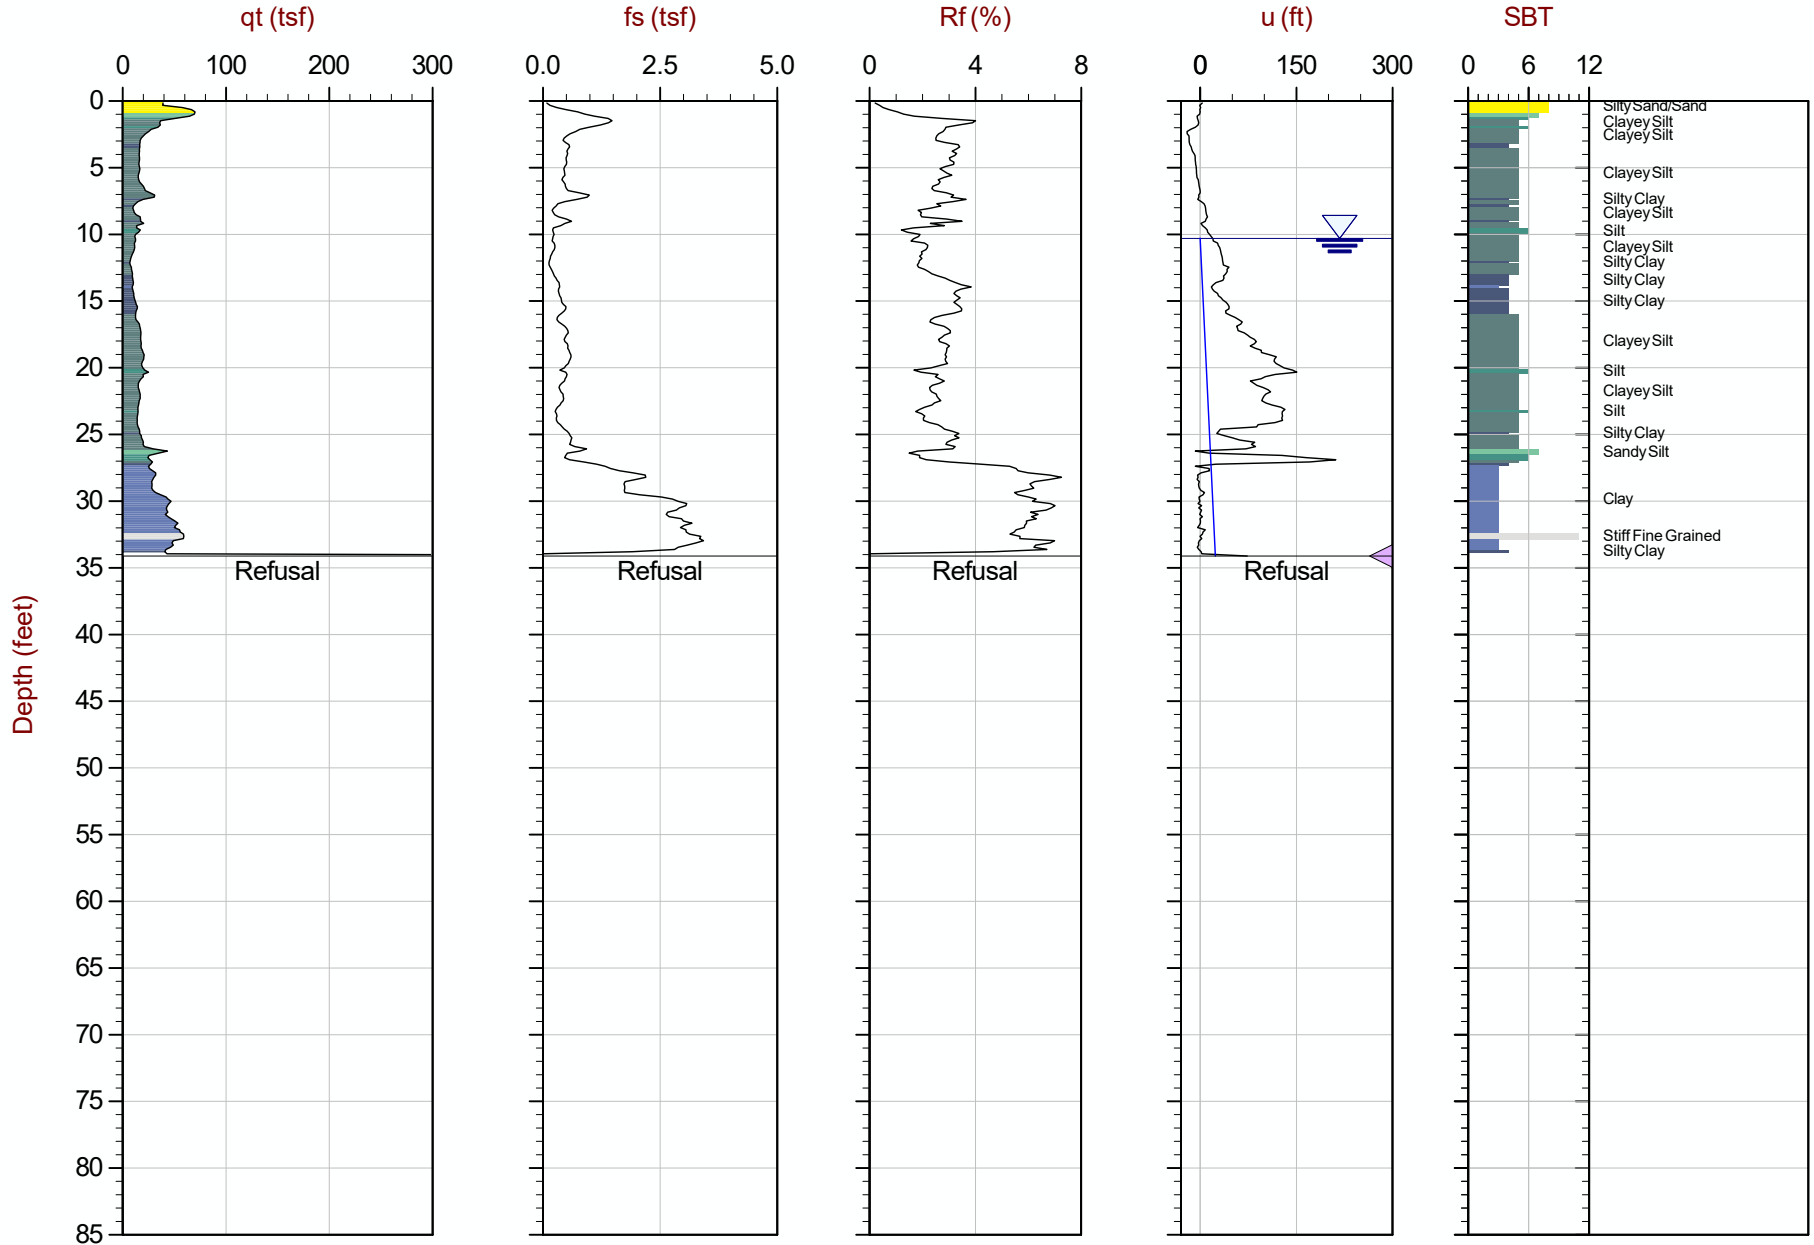 qt (tsf) fs (tsf) Rf (%) u (ft) SBT
0 100 200 300 0.0 2.5 5.0 0 4 8 0 150 300 0 6 12
0
Silty Sand/Sand
Clayey Silt
Clayey Silt
5
Clayey Silt
Silty Clay
Clayey Silt
Silt
10
Clayey Silt
Silty Clay
Silty Clay
15
Silty Clay
Clayey Silt
20
Silt
Clayey Silt
Silt
25
Silty Clay
Sandy Silt
30
Clay
Stiff Fine Grained
Silty Clay
35
Refusal Refusal Refusal Refusal
40
45
50
55
60
65
70
75
80
85
Depth (feet)